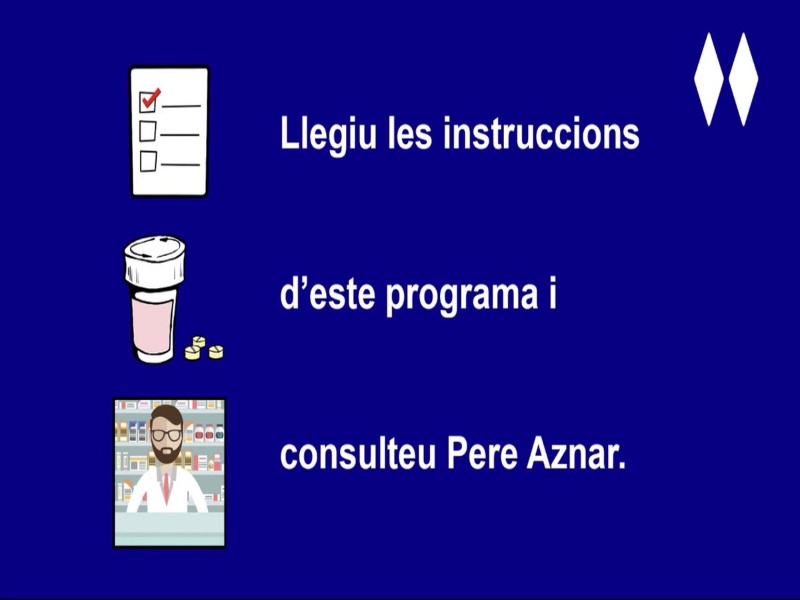 Llegiu les instruccions
d’este programa i
consulteu Pere Aznar.